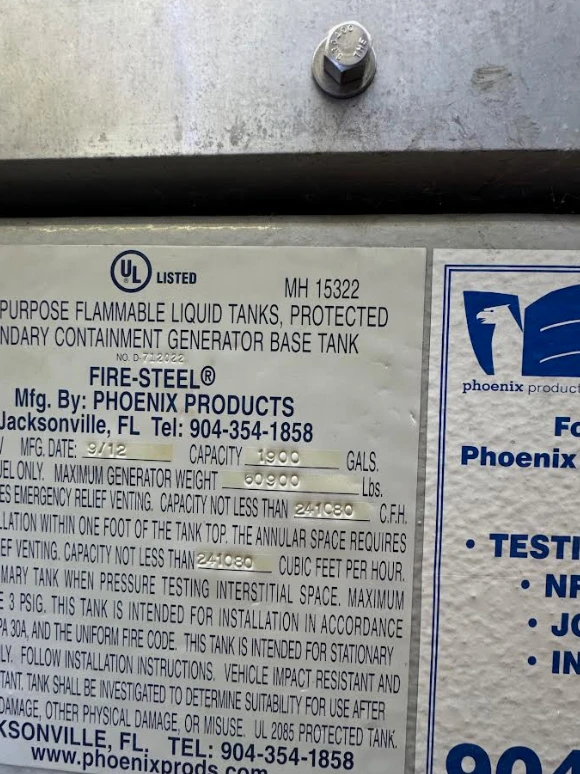 UL LISTED MH 15322
PURPOSE FLAMMABLE LIQUID TANKS, PROTECTED
NDARY CONTAINMENT GENERATOR BASE TANK
NO. D-712022
FIRE-STEEL®
Mfg. By: PHOENIX PRODUCTS
Jacksonville, FL Tel: 904-354-1858
MFG. DATE: 9/12 CAPACITY 1900 GALS.
UEL ONLY. MAXIMUM GENERATOR WEIGHT 60900 Lbs.
ES EMERGENCY RELIEF VENTING. CAPACITY NOT LESS THAN 241080 C.F.H.
LLATION WITHIN ONE FOOT OF THE TANK TOP. THE ANNULAR SPACE REQUIRES
EF VENTING. CAPACITY NOT LESS THAN 241080 CUBIC FEET PER HOUR.
MARY TANK WHEN PRESSURE TESTING INTERSTITIAL SPACE. MAXIMUM
E 3 PSIG. THIS TANK IS INTENDED FOR INSTALLATION IN ACCORDANCE
PA 30A, AND THE UNIFORM FIRE CODE. THIS TANK IS INTENDED FOR STATIONARY
LY. FOLLOW INSTALLATION INSTRUCTIONS. VEHICLE IMPACT RESISTANT AND
TANT. TANK SHALL BE INVESTIGATED TO DETERMINE SUITABILITY FOR USE AFTER
DAMAGE, OTHER PHYSICAL DAMAGE, OR MISUSE. UL 2085 PROTECTED TANK.
KSONVILLE, FL. TEL: 904-354-1858
www.phoenixprods.com
phoenix product
Fo
Phoenix
• TESTI
• NF
• JO
• IN
904